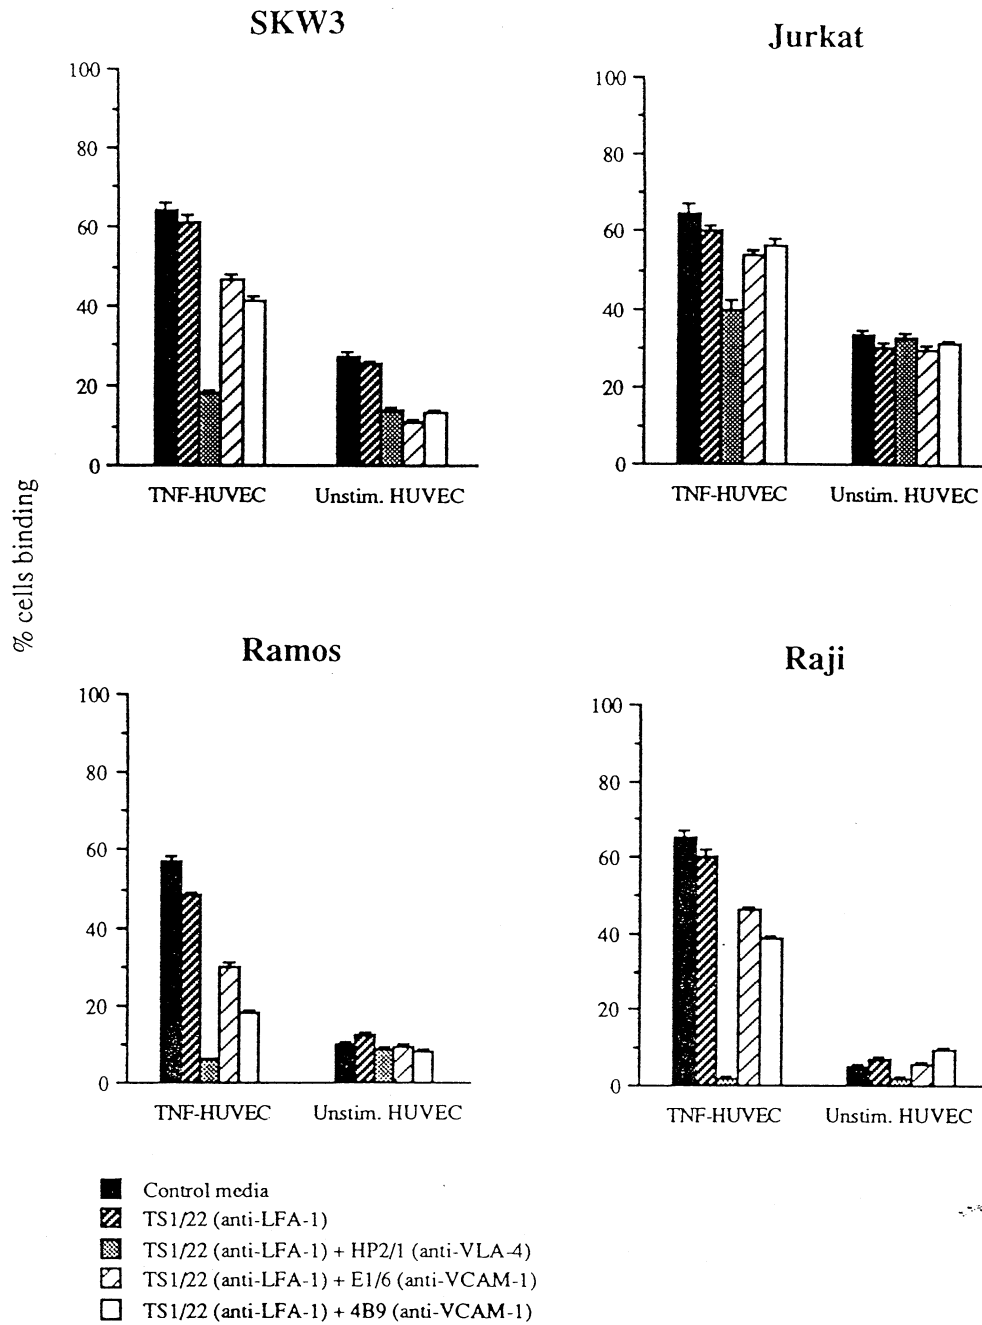 SKW3
100
80
60
40
20
0
TNF-HUVEC Unstim. HUVEC
Jurkat
100
80
60
40
20
0
TNF-HUVEC Unstim. HUVEC
% cells binding
Ramos
100
80
60
40
20
0
TNF-HUVEC Unstim. HUVEC
Raji
100
80
60
40
20
0
TNF-HUVEC Unstim. HUVEC
Control media
TS1/22 (anti-LFA-1)
TS1/22 (anti-LFA-1) + HP2/1 (anti-VLA-4)
TS1/22 (anti-LFA-1) + E1/6 (anti-VCAM-1)
TS1/22 (anti-LFA-1) + 4B9 (anti-VCAM-1)